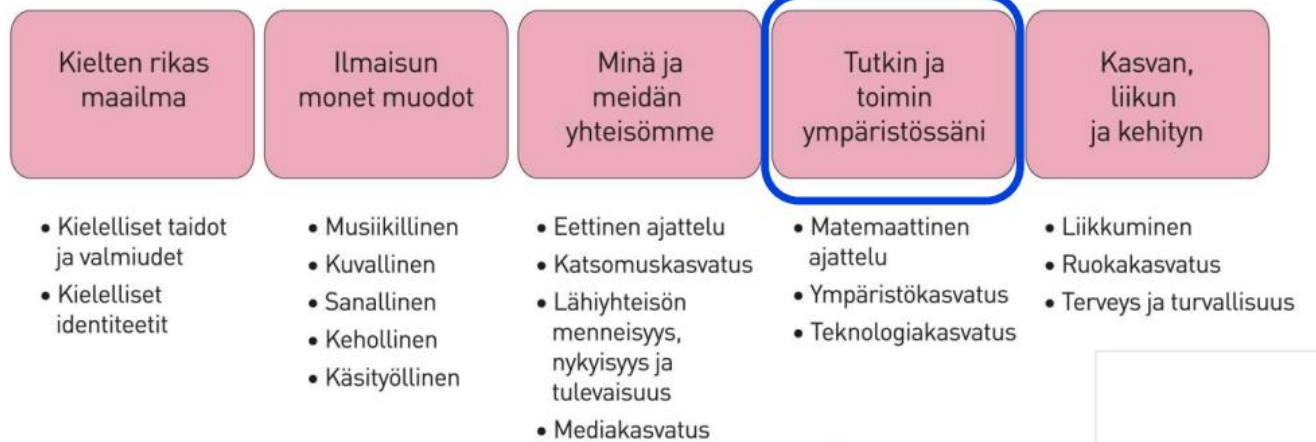 Kielten rikas
maailma
Ilmaisun
monet muodot
Minä ja
meidän
yhteisömme
Tutkin ja
toimin
ympäristössäni
Kasvan,
liikun
ja kehityn
• Kielelliset taidot
ja valmiudet
• Kielelliset
identiteetit
• Musiikillinen
• Kuvallinen
• Sanallinen
• Kehollinen
• Käsityöllinen
• Eettinen ajattelu
• Katsomuskasvatus
• Lähiyhteisön
menneisyys,
nykyisyys ja
tulevaisuus
• Mediakasvatus
• Matemaattinen
ajattelu
• Ympäristökasvatus
• Teknologiakasvatus
• Liikkuminen
• Ruokakasvatus
• Terveys ja turvallisuus